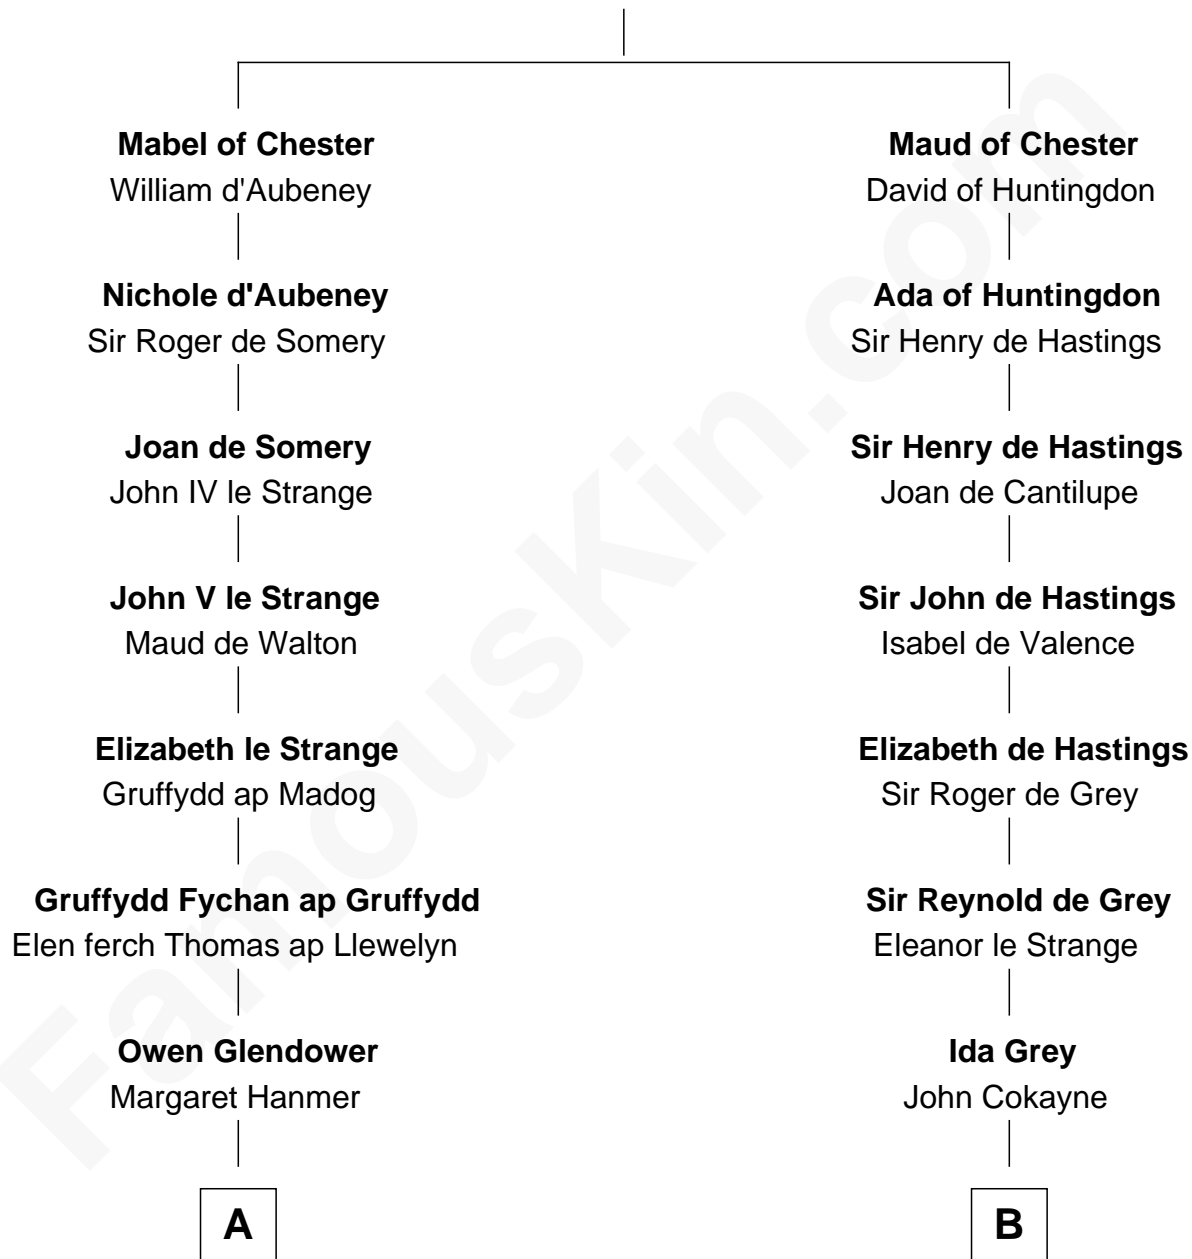 Mabel of Chester
William d'Aubeney
Maud of Chester
David of Huntingdon
Nichole d'Aubeney
Sir Roger de Somery
Ada of Huntingdon
Sir Henry de Hastings
Joan de Somery
John IV le Strange
Sir Henry de Hastings
Joan de Cantilupe
John V le Strange
Maud de Walton
Sir John de Hastings
Isabel de Valence
Elizabeth le Strange
Gruffydd ap Madog
Elizabeth de Hastings
Sir Roger de Grey
Gruffydd Fychan ap Gruffydd
Elen ferch Thomas ap Llewelyn
Sir Reynold de Grey
Eleanor le Strange
Owen Glendower
Margaret Hanmer
Ida Grey
John Cokayne
A
B
FamousKin.com